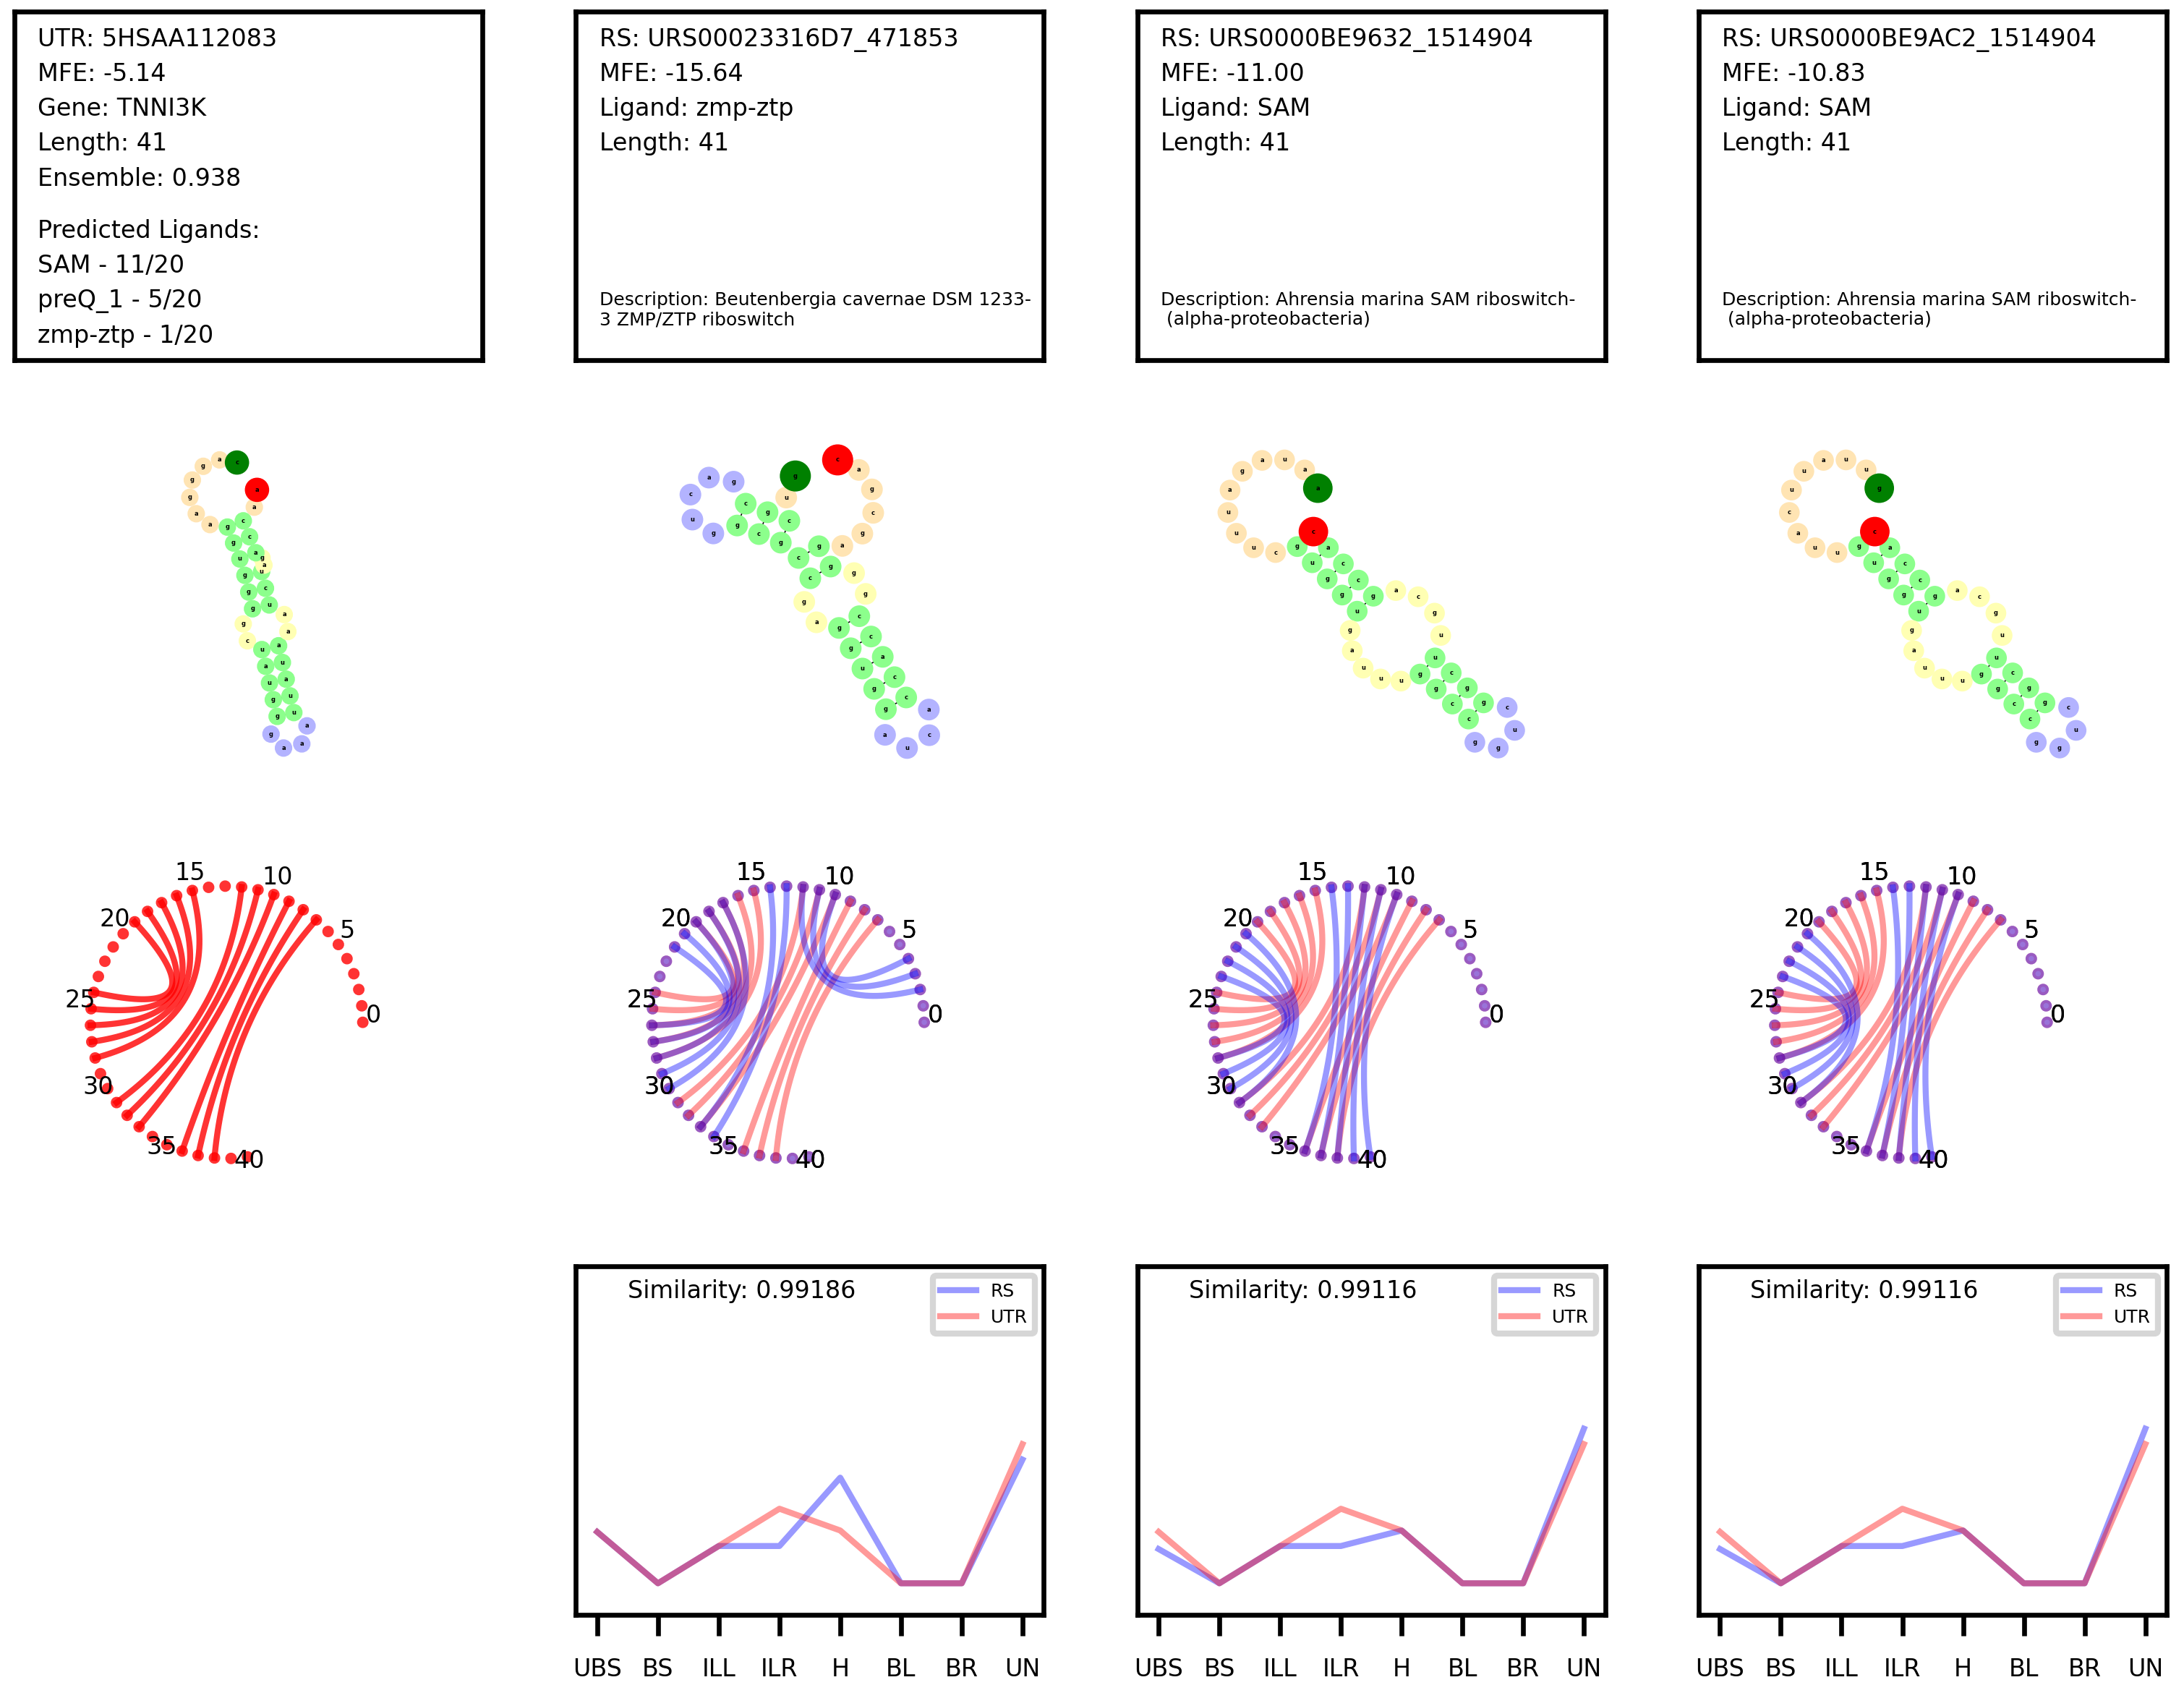 UTR: 5HSAA112083
MFE: -5.14
Gene: TNNI3K
Length: 41
Ensemble: 0.938
Predicted Ligands:
SAM - 11/20
preQ_1 - 5/20
zmp-ztp - 1/20
RS: URS00023316D7_471853
MFE: -15.64
Ligand: zmp-ztp
Length: 41
Description: Beutenbergia cavernae DSM 1233-
3 ZMP/ZTP riboswitch
RS: URS0000BE9632_1514904
MFE: -11.00
Ligand: SAM
Length: 41
Description: Ahrensia marina SAM riboswitch-
(alpha-proteobacteria)
RS: URS0000BE9AC2_1514904
MFE: -10.83
Ligand: SAM
Length: 41
Description: Ahrensia marina SAM riboswitch-
(alpha-proteobacteria)
0
5
10
15
20
25
30
35
40
0
5
10
15
20
25
30
35
40
0
5
10
15
20
25
30
35
40
0
5
10
15
20
25
30
35
40
Similarity: 0.99186
RS
UTR
UBS BS ILL ILR H BL BR UN
Similarity: 0.99116
RS
UTR
UBS BS ILL ILR H BL BR UN
Similarity: 0.99116
RS
UTR
UBS BS ILL ILR H BL BR UN